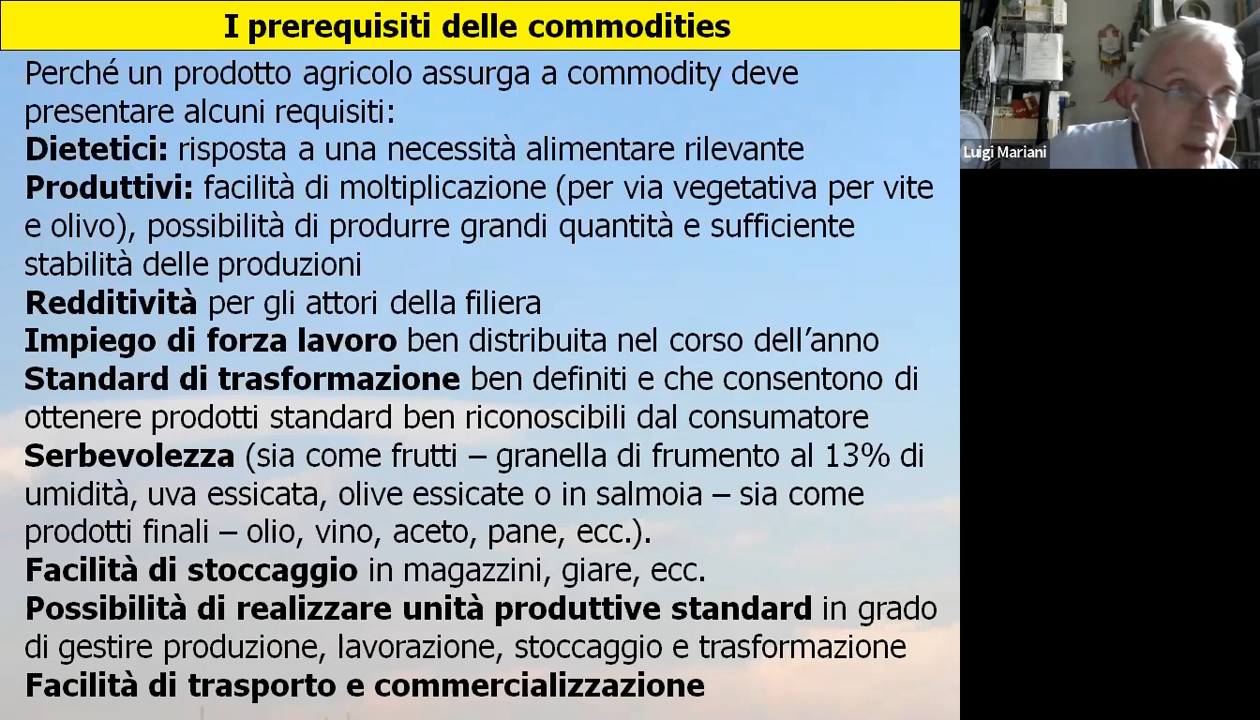 I prerequisiti delle commodities
Perché un prodotto agricolo assurga a commodity deve
presentare alcuni requisiti:
Dietetici: risposta a una necessità alimentare rilevante
Produttivi: facilità di moltiplicazione (per via vegetativa per vite
e olivo), possibilità di produrre grandi quantità e sufficiente
stabilità delle produzioni
Redditività per gli attori della filiera
Impiego di forza lavoro ben distribuita nel corso dell’anno
Standard di trasformazione ben definiti e che consentono di
ottenere prodotti standard ben riconoscibili dal consumatore
Serbevolezza (sia come frutti – granella di frumento al 13% di
umidità, uva essicata, olive essicate o in salmoia – sia come
prodotti finali – olio, vino, aceto, pane, ecc.).
Facilità di stoccaggio in magazzini, giare, ecc.
Possibilità di realizzare unità produttive standard in grado
di gestire produzione, lavorazione, stoccaggio e trasformazione
Facilità di trasporto e commercializzazione
Luigi Mariani